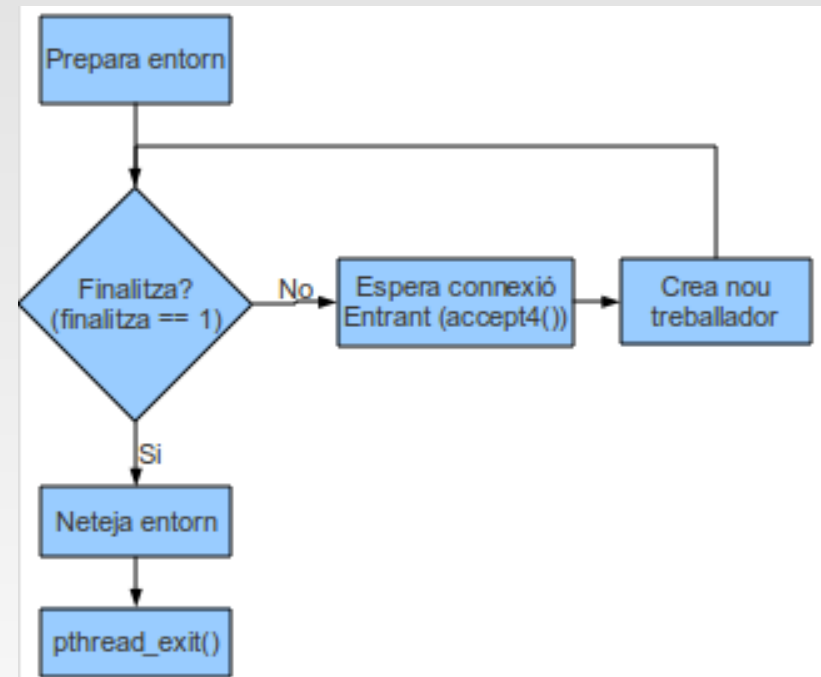 Prepara entorn
Finalitza?
(finalitza == 1)
No
Espera connexió
Entrant (accept4())
Crea nou
treballador
Si
Neteja entorn
pthread_exit()